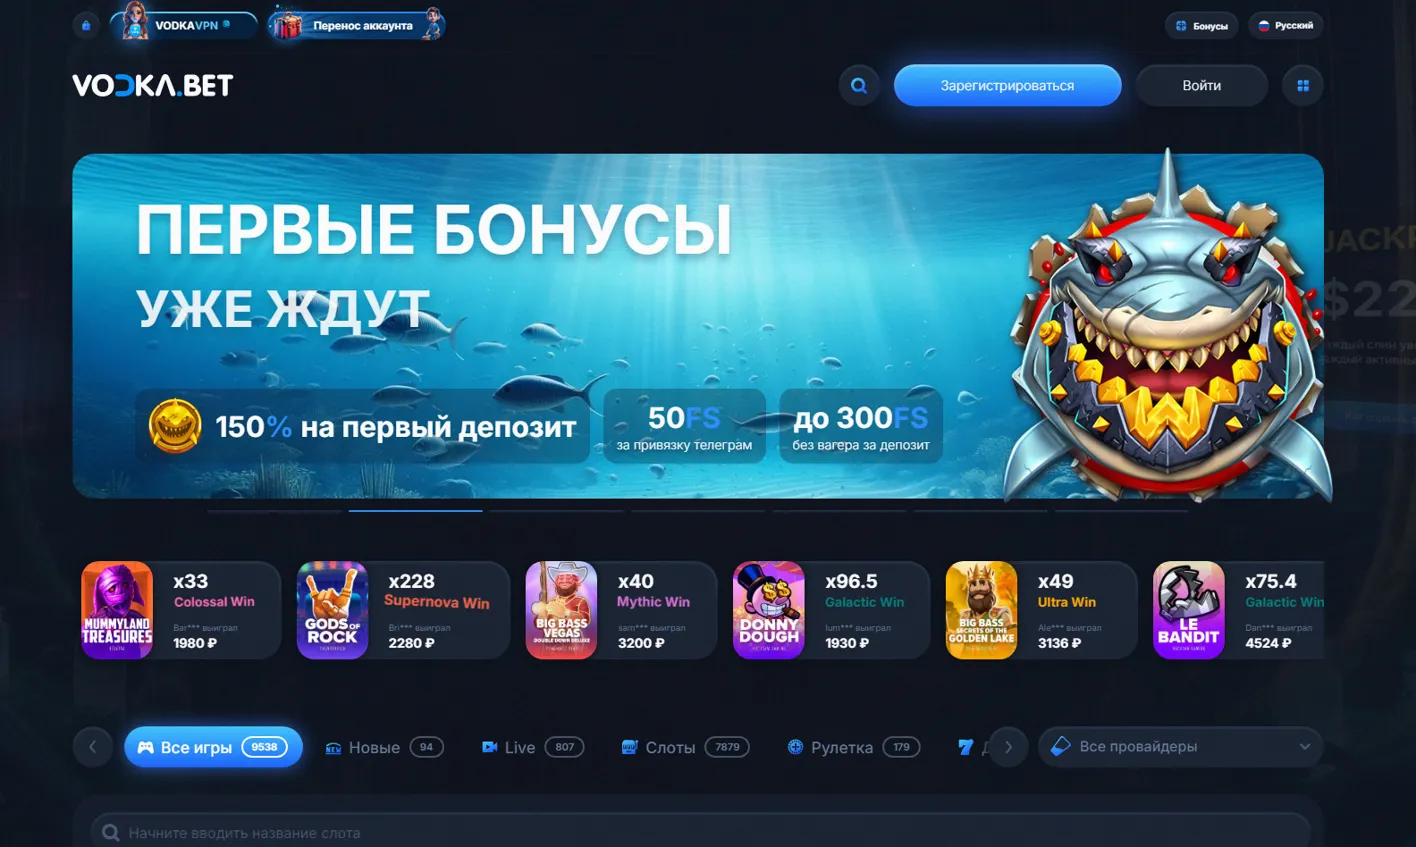 VODKAVPN
Перенос аккаунта
Бонусы
Русский
VODKA.BET
Зарегистрироваться
Войти
ПЕРВЫЕ БОНУСЫ
УЖЕ ЖДУТ
150% на первый депозит
50FS
за привязку телеграм
до 300FS
без вагера за депозит
$22
MUMMYLAND
TREASURES
x33
Colossal Win
Bar*** выиграл
1980 ₽
GODS OF
ROCK
x228
Supernova Win
Bri*** выиграл
2280 ₽
BIG BASS
VEGAS
DOUBLE DOWN DELUXE
x40
Mythic Win
sam*** выиграл
3200 ₽
DONNY
DOUGH
x96.5
Galactic Win
lum*** выиграл
1930 ₽
BIG BASS
SECRETS OF THE
GOLDEN LAKE
x49
Ultra Win
Ale*** выиграл
3136 ₽
LE
BANDIT
x75.4
Galactic Win
Dan*** выиграл
4524 ₽
Все игры 9538
NEW Новые 94
Live 807
Слоты 7879
Рулетка 179
Все провайдеры
Начните вводить название слота